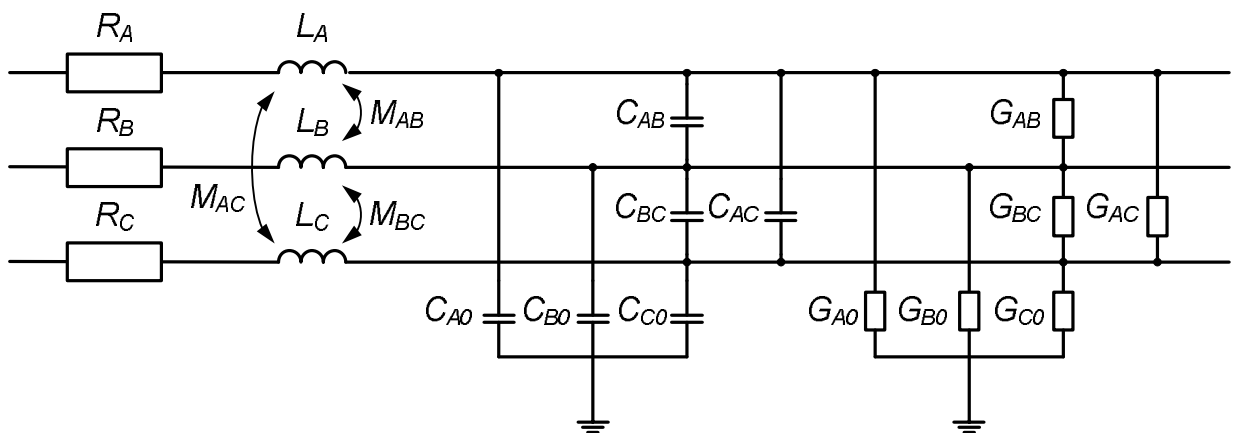 R_A
L_A
M_AB
C_AB
G_AB
R_B
L_B
M_AC
M_BC
C_BC
C_AC
G_BC
G_AC
R_C
L_C
C_A0
C_B0
C_C0
G_A0
G_B0
G_C0